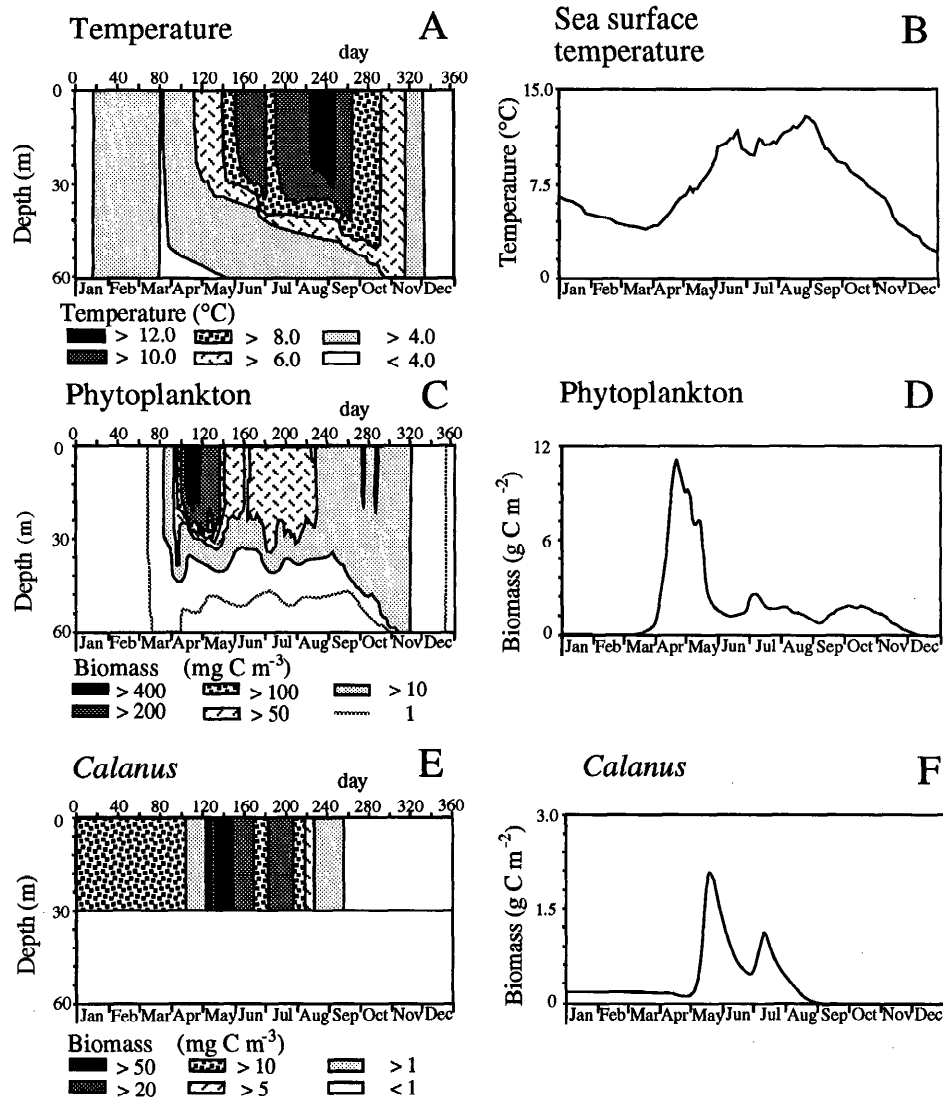 Temperature A
day
0 40 80 120 160 200 240 280 320 360
0
30
60
Depth (m)
Jan Feb Mar Apr May Jun Jul Aug Sep Oct Nov Dec
Temperature (°C)
> 12.0 > 8.0 > 4.0
> 10.0 > 6.0 < 4.0
Sea surface B
temperature
15.0
7.5
0
Temperature (°C)
Jan Feb Mar Apr May Jun Jul Aug Sep Oct Nov Dec
Phytoplankton C
day
0 40 80 120 160 200 240 280 320 360
0
30
60
Depth (m)
Jan Feb Mar Apr May Jun Jul Aug Sep Oct Nov Dec
Biomass (mg C m⁻³)
> 400 > 100 > 10
> 200 > 50 1
Phytoplankton D
12
6
0
Biomass (g C m⁻²)
Jan Feb Mar Apr May Jun Jul Aug Sep Oct Nov Dec
Calanus E
day
0 40 80 120 160 200 240 280 320 360
0
30
60
Depth (m)
Jan Feb Mar Apr May Jun Jul Aug Sep Oct Nov Dec
Biomass (mg C m⁻³)
> 50 > 10 > 1
> 20 > 5 < 1
Calanus F
3.0
1.5
0
Biomass (g C m⁻²)
Jan Feb Mar Apr May Jun Jul Aug Sep Oct Nov Dec